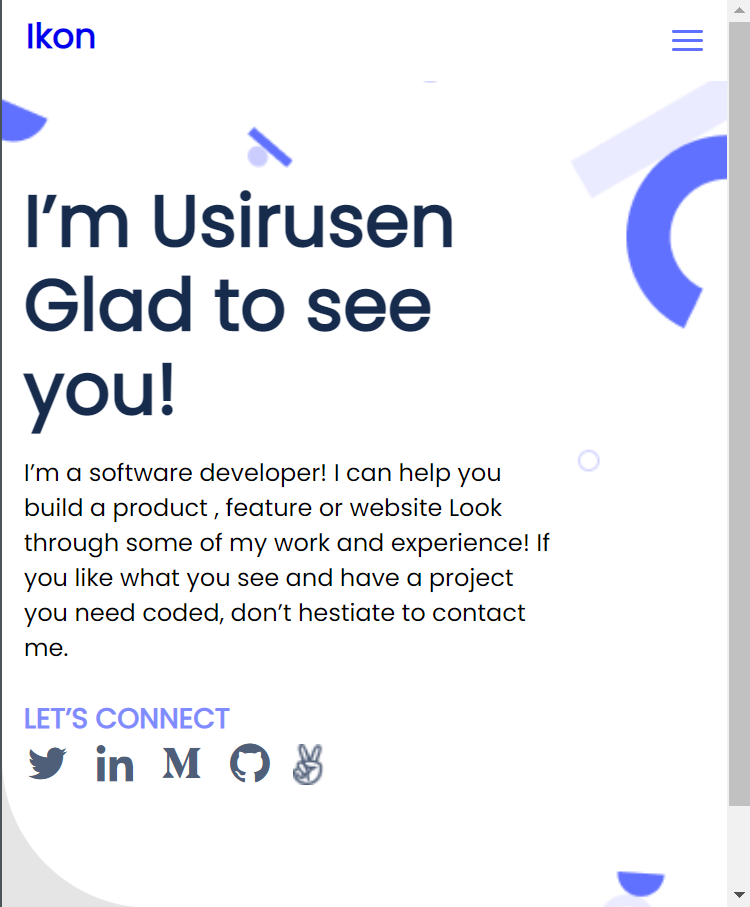 Ikon
I’m Usirusen
Glad to see
you!
I’m a software developer! I can help you
build a product , feature or website Look
through some of my work and experience! If
you like what you see and have a project
you need coded, don’t hestiate to contact
me.
LET’S CONNECT